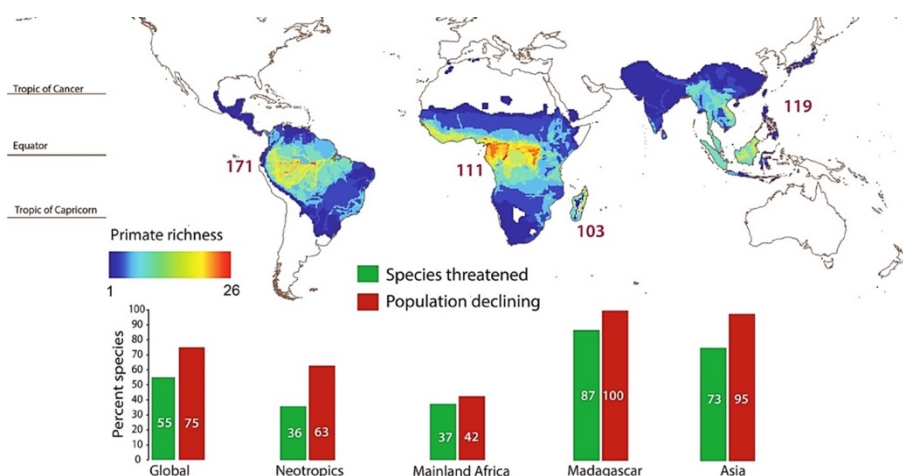 Tropic of Cancer
119
Equator
171
111
Tropic of Capricorn
103
Primate richness
1
26
Species threatened
Population declining
Percent species
100
90
80
70
60
50
40
30
20
10
0
55
75
36
63
37
42
87
100
73
95
Global
Neotropics
Mainland Africa
Madagascar
Asia